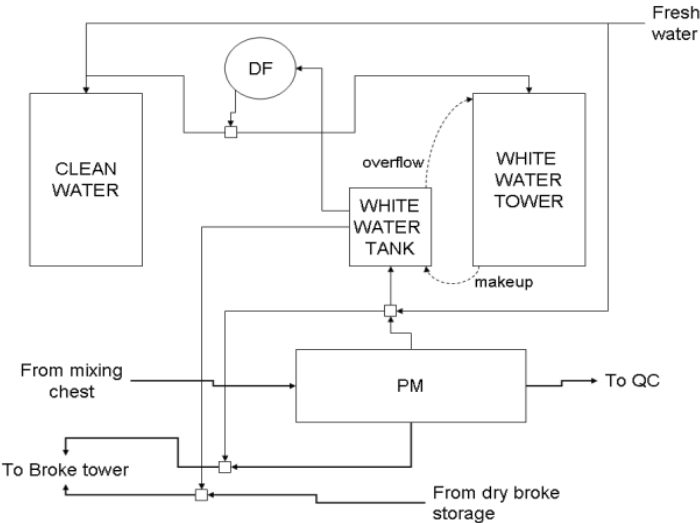 Fresh
water
DF
CLEAN
WATER
overflow
WHITE
WATER
TOWER
WHITE
WATER
TANK
makeup
From mixing
chest
PM
To QC
To Broke tower
From dry broke
storage